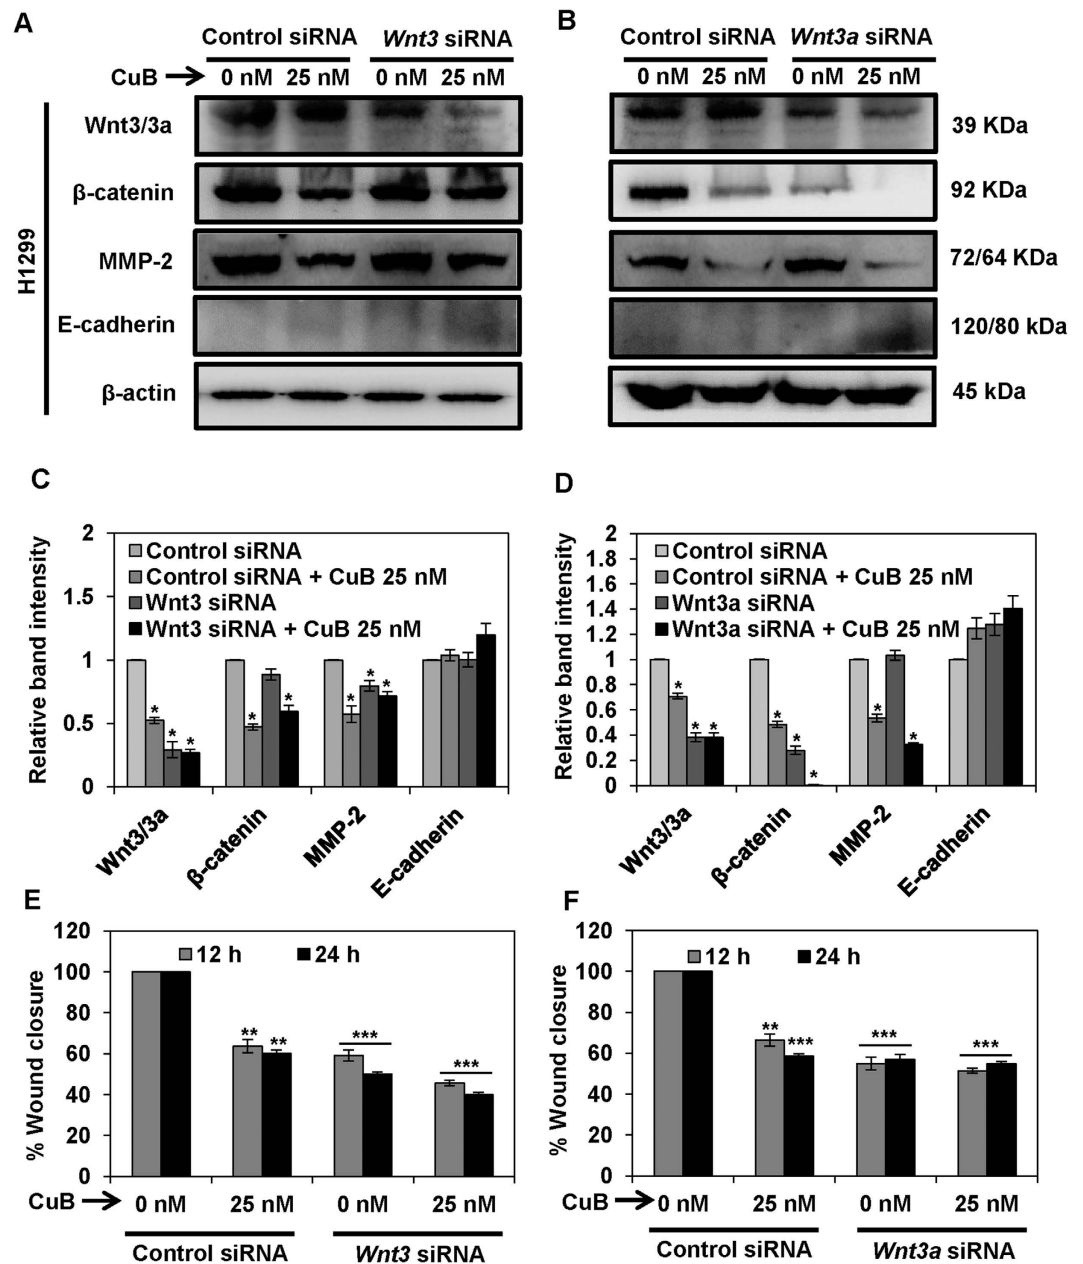 A
B
Control siRNA Wnt3 siRNA
Control siRNA Wnt3a siRNA
CuB 0 nM 25 nM 0 nM 25 nM
0 nM 25 nM 0 nM 25 nM
H1299
Wnt3/3a
39 KDa
β-catenin
92 KDa
MMP-2
72/64 KDa
E-cadherin
120/80 kDa
β-actin
45 kDa
C
Relative band intensity
2
1.5
1
0.5
0
Control siRNA
Control siRNA + CuB 25 nM
Wnt3 siRNA
Wnt3 siRNA + CuB 25 nM
* * *
* *
* * *
Wnt3/3a
β-catenin
MMP-2
E-cadherin
D
Relative band intensity
2
1.8
1.6
1.4
1.2
1
0.8
0.6
0.4
0.2
0
Control siRNA
Control siRNA + CuB 25 nM
Wnt3a siRNA
Wnt3a siRNA + CuB 25 nM
* * *
* * *
* *
Wnt3/3a
β-catenin
MMP-2
E-cadherin
E
% Wound closure
120
100
80
60
40
20
0
12 h 24 h
** ** *** ***
CuB 0 nM 25 nM 0 nM 25 nM
Control siRNA Wnt3 siRNA
F
% Wound closure
120
100
80
60
40
20
0
12 h 24 h
** *** *** ***
CuB 0 nM 25 nM 0 nM 25 nM
Control siRNA Wnt3a siRNA